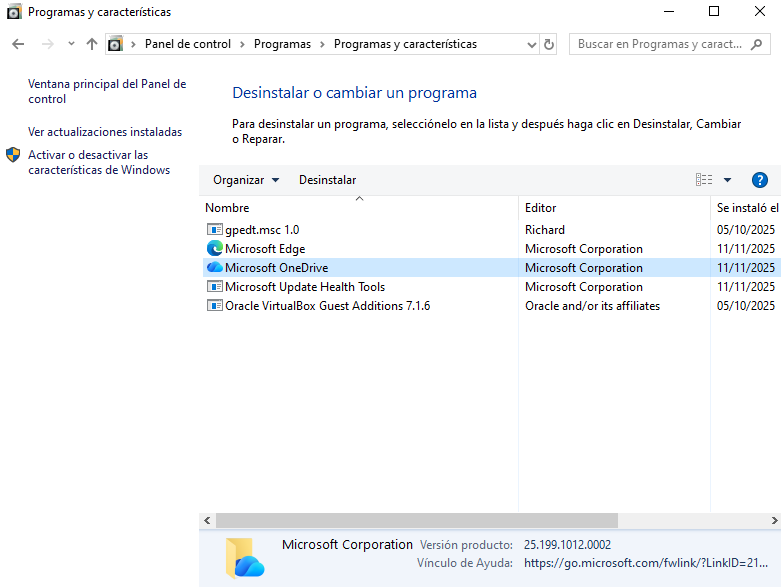 Programas y características
Panel de control > Programas > Programas y características
Buscar en Programas y caract...
Ventana principal del Panel de
control
Ver actualizaciones instaladas
Activar o desactivar las
características de Windows
Desinstalar o cambiar un programa
Para desinstalar un programa, selecciónelo en la lista y después haga clic en Desinstalar, Cambiar
o Reparar.
Organizar Desinstalar
Nombre Editor Se instaló el
gpedt.msc 1.0 Richard 05/10/2025
Microsoft Edge Microsoft Corporation 11/11/2025
Microsoft OneDrive Microsoft Corporation 11/11/2025
Microsoft Update Health Tools Microsoft Corporation 11/11/2025
Oracle VirtualBox Guest Additions 7.1.6 Oracle and/or its affiliates 05/10/2025
Microsoft Corporation Versión producto: 25.199.1012.0002
Vínculo de Ayuda: https://go.microsoft.com/fwlink/?LinkID=21...